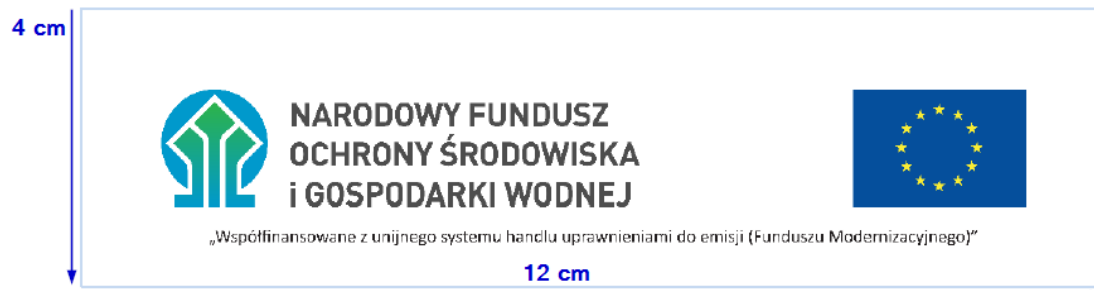 4 cm
NARODOWY FUNDUSZ
OCHRONY ŚRODOWISKA
i GOSPODARKI WODNEJ
„Współfinansowane z unijnego systemu handlu uprawnieniami do emisji (Funduszu Modernizacyjnego)”
12 cm